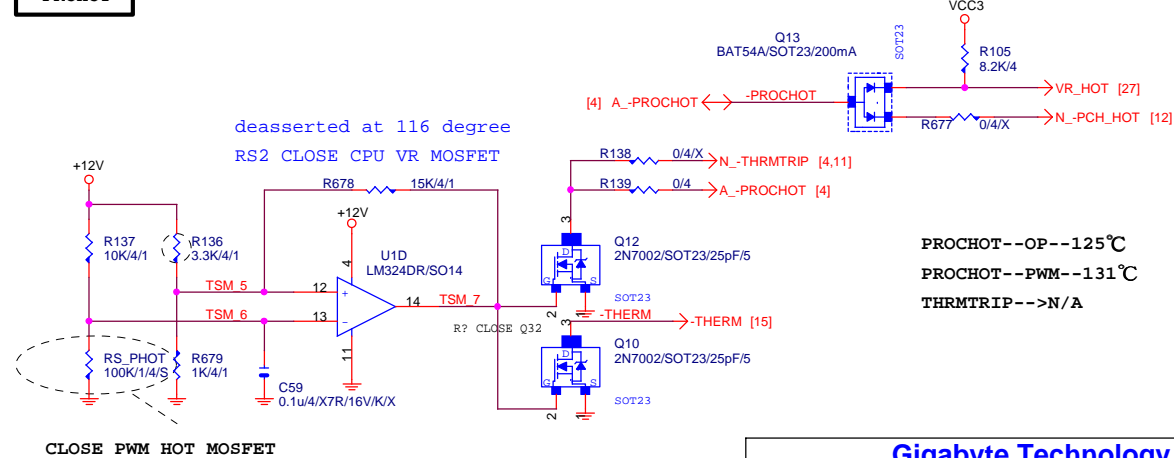 VCC3
Q13
BAT54A/SOT23/200mA
SOT23
R105
8.2K/4
[4] A_-PROCHOT
-PROCHOT
VR_HOT [27]
R677
0/4/X
N_-PCH_HOT [12]
deasserted at 116 degree
RS2 CLOSE CPU VR MOSFET
R138
0/4/X
N_-THRMTRIP [4,11]
R139
0/4
A_-PROCHOT [4]
+12V
R678
15K/4/1
+12V
R137
10K/4/1
R136
3.3K/4/1
U1D
LM324DR/SO14
4
3
D
G
S
Q12
2N7002/SOT23/25pF/5
SOT23
2
1
PROCHOT--OP--125℃
PROCHOT--PWM--131℃
THRMTRIP-->N/A
TSM_5
12
+
TSM_6
13
−
14
TSM_7
11
R? CLOSE Q32
-THERM
-THERM [15]
3
D
G
S
Q10
2N7002/SOT23/25pF/5
SOT23
2
1
RS_PHOT
100K/1/4/S
R679
1K/4/1
C59
0.1u/4/X7R/16V/K/X
CLOSE PWM HOT MOSFET
Gigabyte Technology